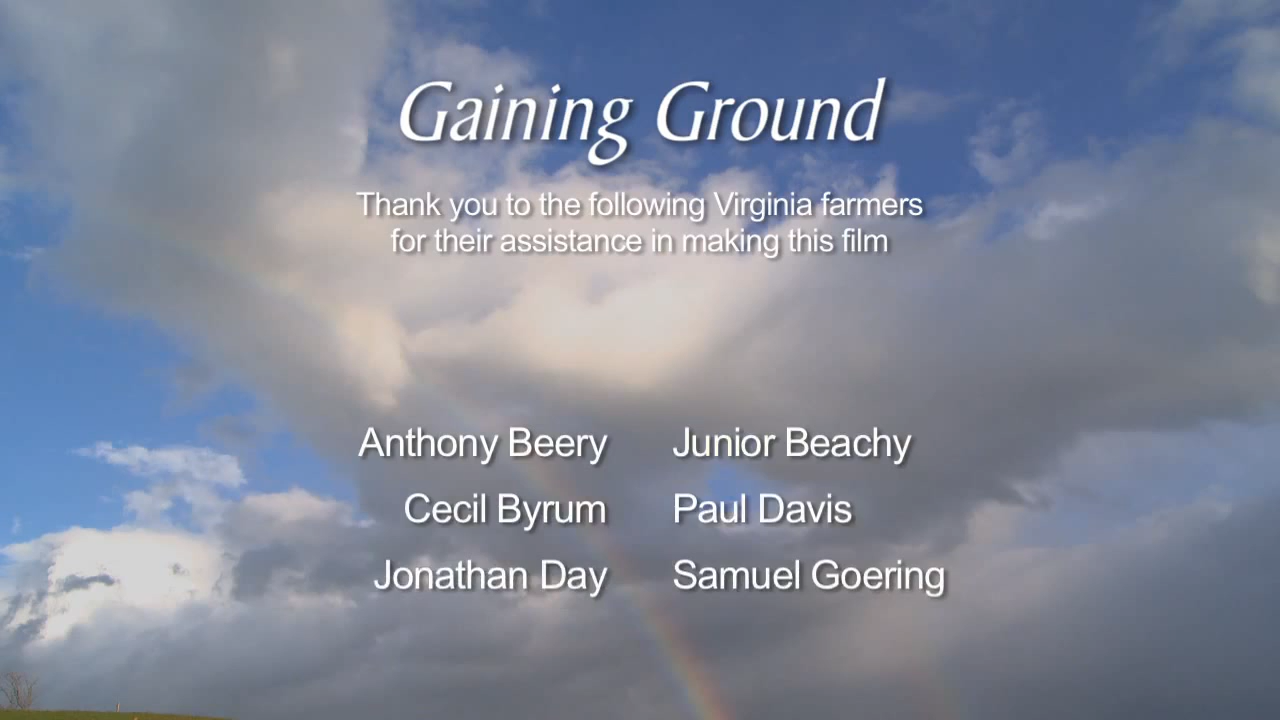 Gaining Ground
Thank you to the following Virginia farmers
for their assistance in making this film
Anthony Beery Junior Beachy
Cecil Byrum Paul Davis
Jonathan Day Samuel Goering